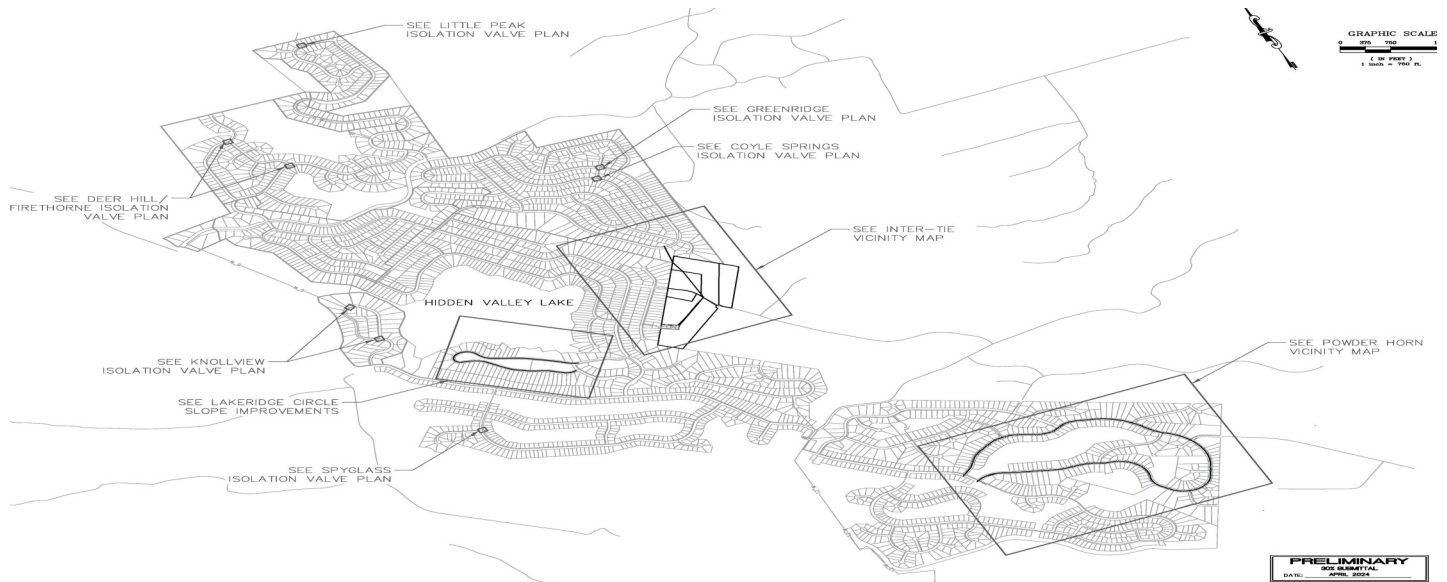 SEE LITTLE PEAK
ISOLATION VALVE PLAN
GRAPHIC SCALE
0 375 750
( IN FEET )
1 inch = 750 ft.
SEE GREENRIDGE
ISOLATION VALVE PLAN
SEE COYLE SPRINGS
ISOLATION VALVE PLAN
SEE DEER HILL/
FIRETHORNE ISOLATION
VALVE PLAN
SEE INTER-TIE
VICINITY MAP
HIDDEN VALLEY LAKE
SEE KNOLLVIEW
ISOLATION VALVE PLAN
SEE POWDER HORN
VICINITY MAP
SEE LAKERIDGE CIRCLE
SLOPE IMPROVEMENTS
SEE SPYGLASS
ISOLATION VALVE PLAN
PRELIMINARY
30% SUBMITTAL
DATE: APRIL 2024